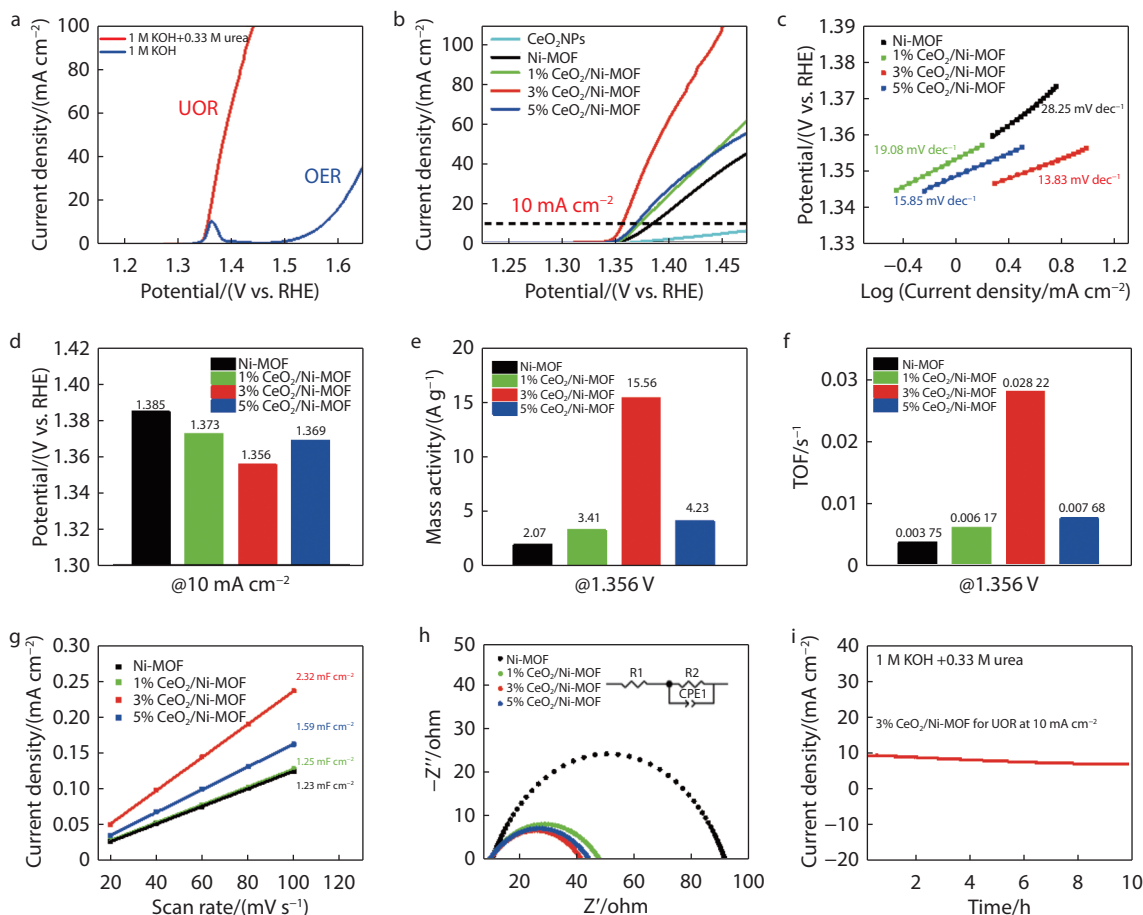 a
100
80
60
40
20
0
Current density/(mA cm⁻²)
1 M KOH+0.33 M urea
1 M KOH
UOR
OER
1.2 1.3 1.4 1.5 1.6
Potential/(V vs. RHE)
b
100
80
60
40
20
0
Current density/(mA cm⁻²)
CeO₂NPs
Ni-MOF
1% CeO₂/Ni-MOF
3% CeO₂/Ni-MOF
5% CeO₂/Ni-MOF
10 mA cm⁻²
1.25 1.30 1.35 1.40 1.45
Potential/(V vs. RHE)
c
1.39
1.38
1.37
1.36
1.35
1.34
1.33
Potential/(V vs. RHE)
Ni-MOF
1% CeO₂/Ni-MOF
3% CeO₂/Ni-MOF
5% CeO₂/Ni-MOF
28.25 mV dec⁻¹
19.08 mV dec⁻¹
13.83 mV dec⁻¹
15.85 mV dec⁻¹
−0.4 0 0.4 0.8 1.2
Log (Current density/mA cm⁻²)
d
1.42
1.40
1.38
1.36
1.34
1.32
1.30
Potential/(V vs. RHE)
Ni-MOF
1% CeO₂/Ni-MOF
3% CeO₂/Ni-MOF
5% CeO₂/Ni-MOF
1.385
1.373
1.356
1.369
@10 mA cm⁻²
e
20
15
10
5
0
Mass activity/(A g⁻¹)
Ni-MOF
1% CeO₂/Ni-MOF
3% CeO₂/Ni-MOF
5% CeO₂/Ni-MOF
2.07
3.41
15.56
4.23
@1.356 V
f
0.03
0.02
0.01
0
TOF/s⁻¹
Ni-MOF
1% CeO₂/Ni-MOF
3% CeO₂/Ni-MOF
5% CeO₂/Ni-MOF
0.003 75
0.006 17
0.028 22
0.007 68
@1.356 V
g
0.30
0.25
0.20
0.15
0.10
0.05
0
Current density/(mA cm⁻²)
Ni-MOF
1% CeO₂/Ni-MOF
3% CeO₂/Ni-MOF
5% CeO₂/Ni-MOF
2.32 mF cm⁻²
1.59 mF cm⁻²
1.25 mF cm⁻²
1.23 mF cm⁻²
20 40 60 80 100 120
Scan rate/(mV s⁻¹)
h
50
40
30
20
10
0
−Z''/ohm
Ni-MOF
1% CeO₂/Ni-MOF
3% CeO₂/Ni-MOF
5% CeO₂/Ni-MOF
R1
R2
CPE1
20 40 60 80 100
Z'/ohm
i
40
30
20
10
0
−10
−20
Current density/(mA cm⁻²)
1 M KOH +0.33 M urea
3% CeO₂/Ni-MOF for UOR at 10 mA cm⁻²
2 4 6 8 10
Time/h